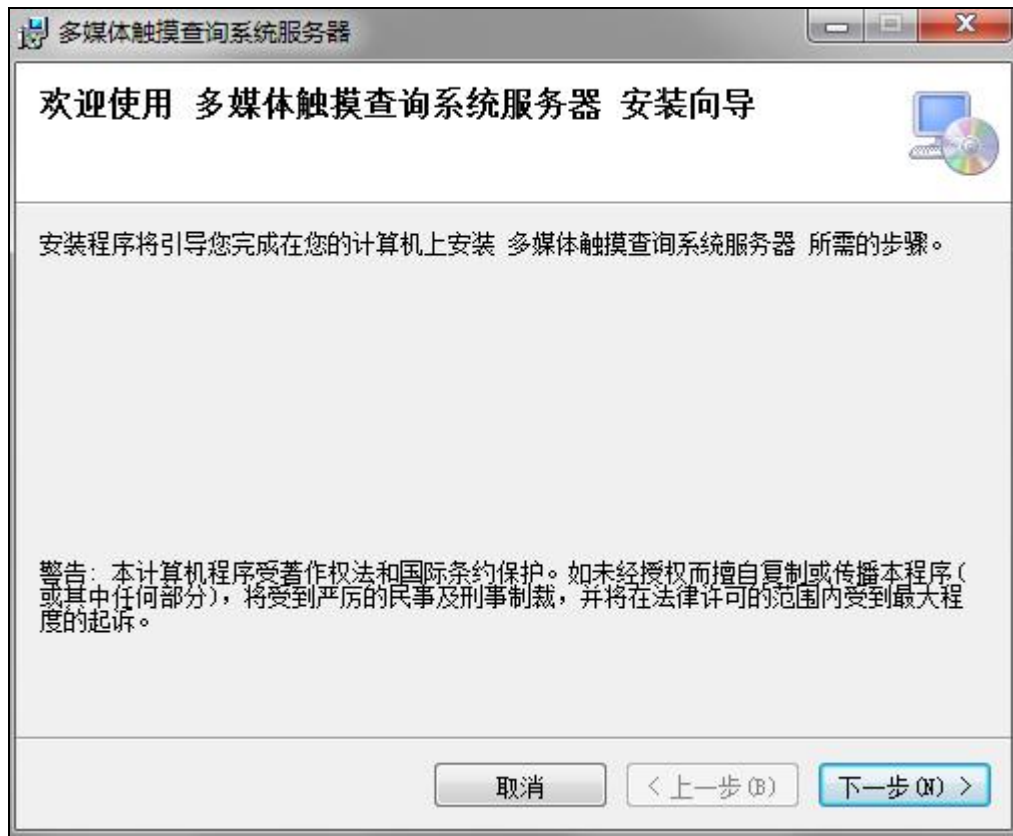 多媒体触摸查询系统服务器
欢迎使用 多媒体触摸查询系统服务器 安装向导
安装程序将引导您完成在您的计算机上安装 多媒体触摸查询系统服务器 所需的步骤。
警告: 本计算机程序受著作权法和国际条约保护。如未经授权而擅自复制或传播本程序(
或其中任何部分)，将受到严厉的民事及刑事制裁，并将在法律许可的范围内受到最大程
度的起诉。
取消
< 上一步(B)
下一步(N) >